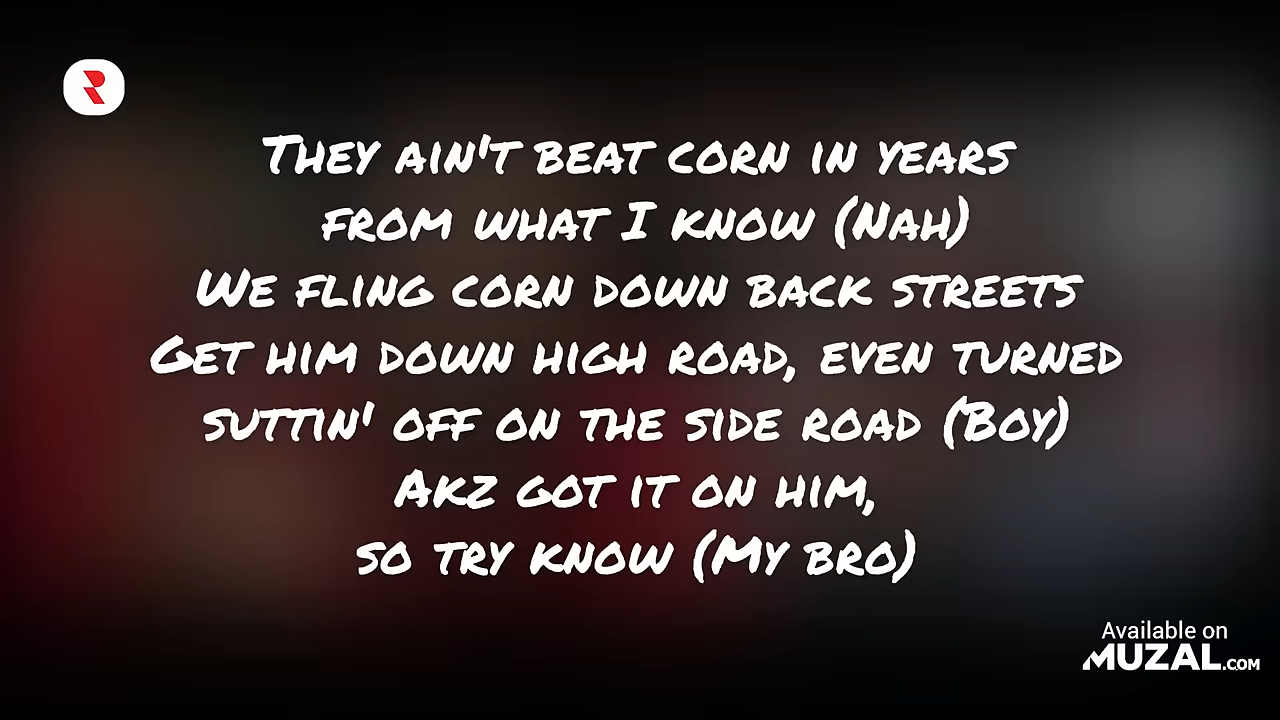 They ain't beat corn in years
from what I know (Nah)
We fling corn down back streets
Get him down high road, even turned
suttin' off on the side road (Boy)
Akz got it on him,
so try know (My bro)
Available on
MUZAL.COM